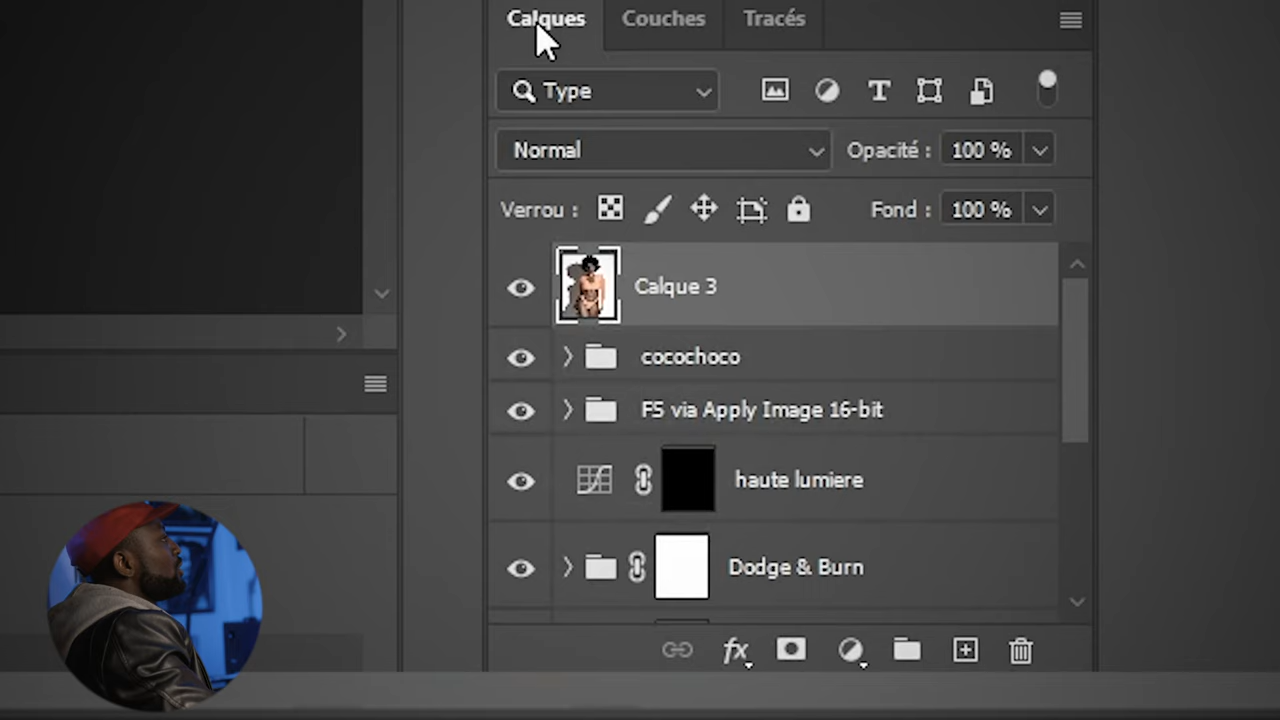 Calques Couches Tracés
Type
Normal Opacité : 100 %
Verrou : Fond : 100 %
Calque 3
cocochoco
FS via Apply Image 16-bit
haute lumiere
Dodge & Burn
fx